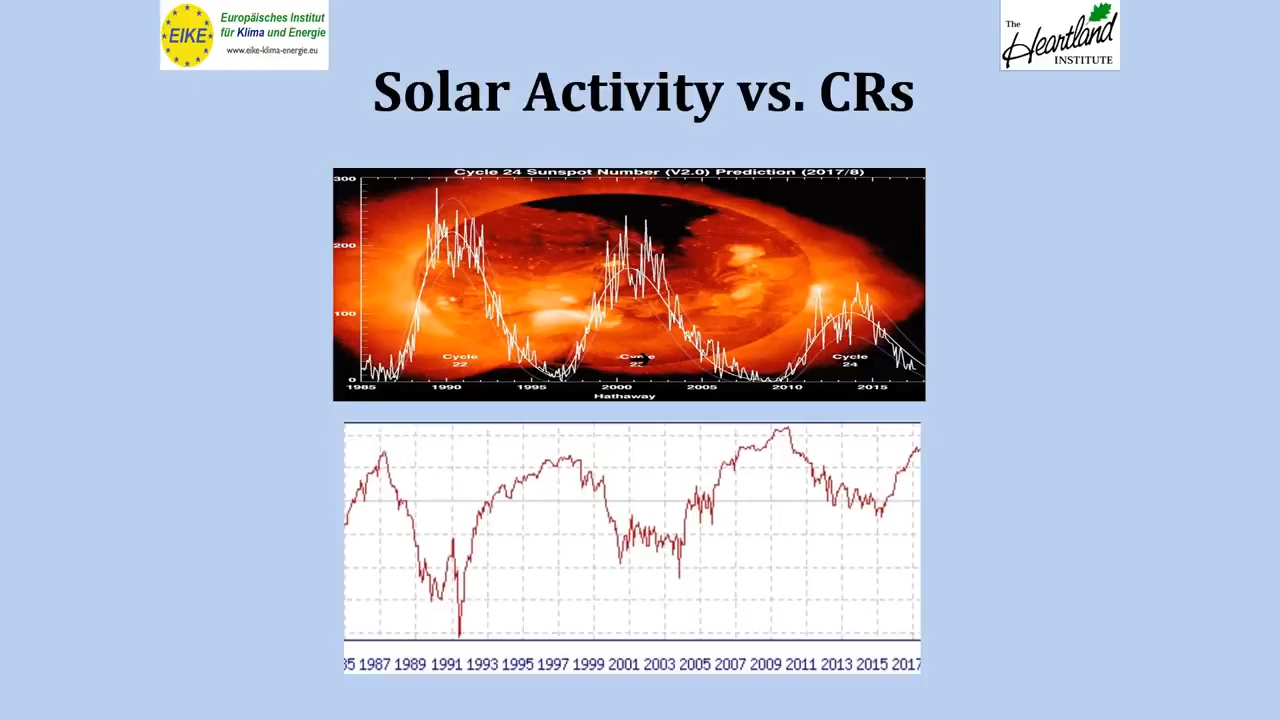 EIKE
Europäisches Institut
für Klima und Energie
www.eike-klima-energie.eu
The
Heartland
INSTITUTE
Solar Activity vs. CRs
Cycle 24 Sunspot Number (V2.0) Prediction (2017/8)
300
200
100
0
Cycle
22
Cycle
Cycle
24
1985 1990 1995 2000 2005 2010 2015
Hathaway
85 1987 1989 1991 1993 1995 1997 1999 2001 2003 2005 2007 2009 2011 2013 2015 2017